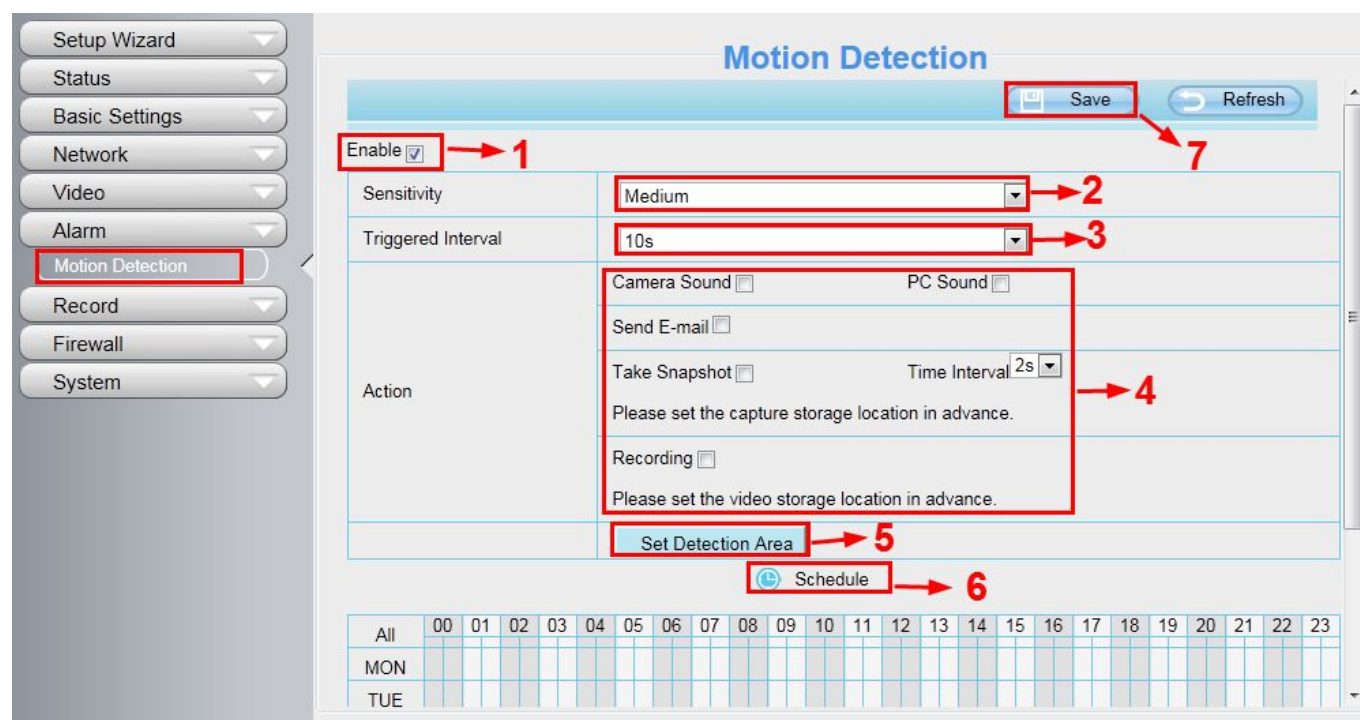 Setup Wizard
Status
Basic Settings
Network
Video
Alarm
Motion Detection
Record
Firewall
System
Motion Detection
Save Refresh
7
Enable 1
Sensitivity Medium 2
Triggered Interval 10s 3
Action
Camera Sound PC Sound
Send E-mail
Take Snapshot Time Interval 2s
4
Please set the capture storage location in advance.
Recording
Please set the video storage location in advance.
Set Detection Area 5
Schedule 6
All 00 01 02 03 04 05 06 07 08 09 10 11 12 13 14 15 16 17 18 19 20 21 22 23
MON
TUE